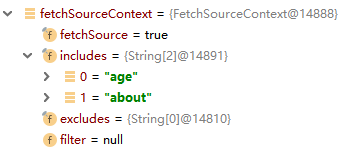 fetchSourceContext = {FetchSourceContext@14888}
fetchSource = true
includes = {String[2]@14891}
0 = "age"
1 = "about"
excludes = {String[0]@14810}
filter = null